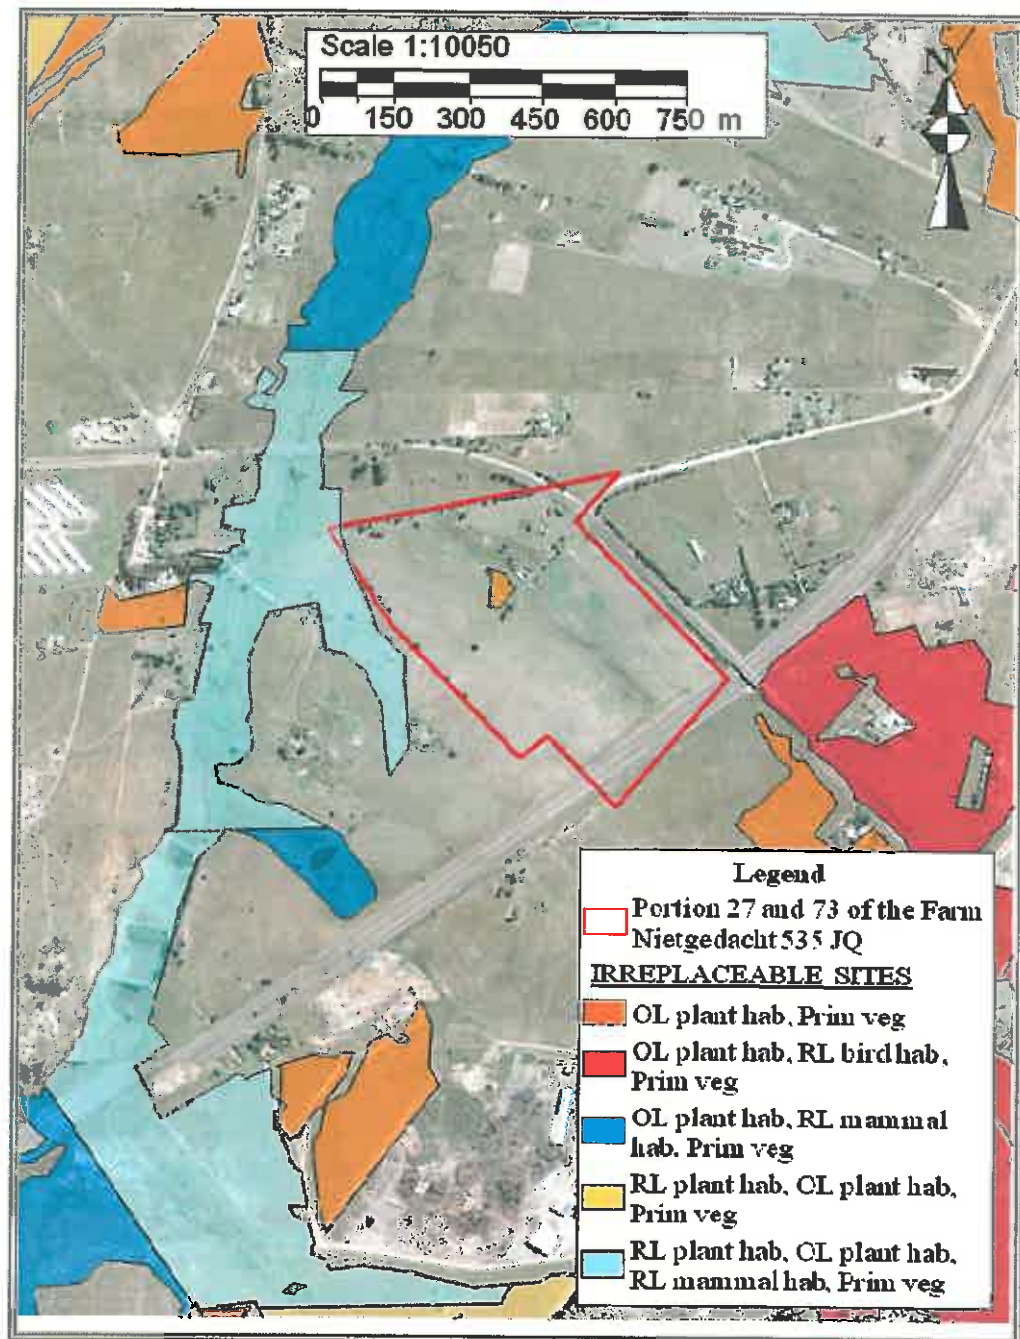 Scale 1:10050
0 150 300 450 600 750 m
N
Legend
Portion 27 and 73 of the Farm
Nietgedacht 535 JQ
IRREPLACEABLE SITES
OL plant hab, Prim veg
OL plant hab, RL bird hab,
Prim veg
OL plant hab, RL mammal
hab. Prim veg
RL plant hab, OL plant hab,
Prim veg
RL plant hab, OL plant hab,
RL mammal hab, Prim veg